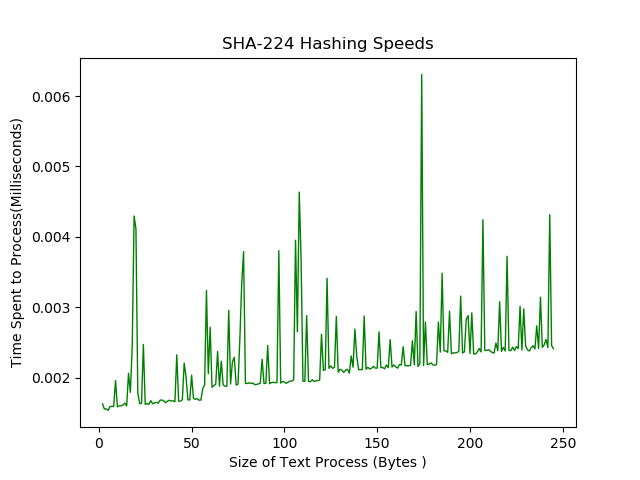 SHA-224 Hashing Speeds
Time Spent to Process(Milliseconds)
0.006
0.005
0.004
0.003
0.002
0 50 100 150 200 250
Size of Text Process (Bytes )